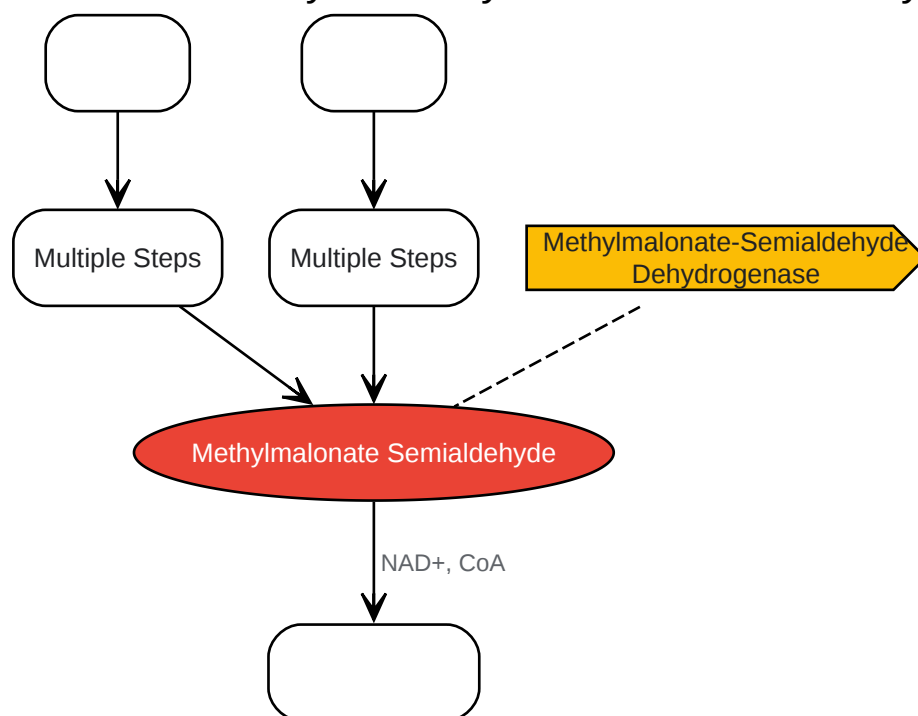 Multiple Steps
Multiple Steps
Methylmalonate-Semialdehyde
Dehydrogenase
Methylmalonate Semialdehyde
NAD+, CoA